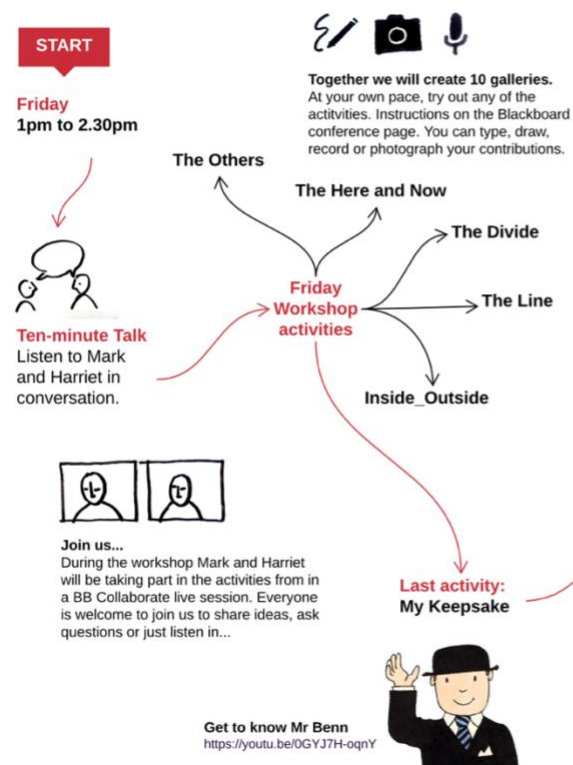 START
Friday
1pm to 2.30pm
Together we will create 10 galleries.
At your own pace, try out any of the
actitvities. Instructions on the Blackboard
conference page. You can type, draw,
record or photograph your contributions.
The Others
The Here and Now
The Divide
The Line
Inside_Outside
Friday
Workshop
activities
Ten-minute Talk
Listen to Mark
and Harriet in
conversation.
Join us...
During the workshop Mark and Harriet
will be taking part in the activities from in
a BB Collaborate live session. Everyone
is welcome to join us to share ideas, ask
questions or just listen in...
Last activity:
My Keepsake
Get to know Mr Benn
https://youtu.be/0GYJ7H-oqnY